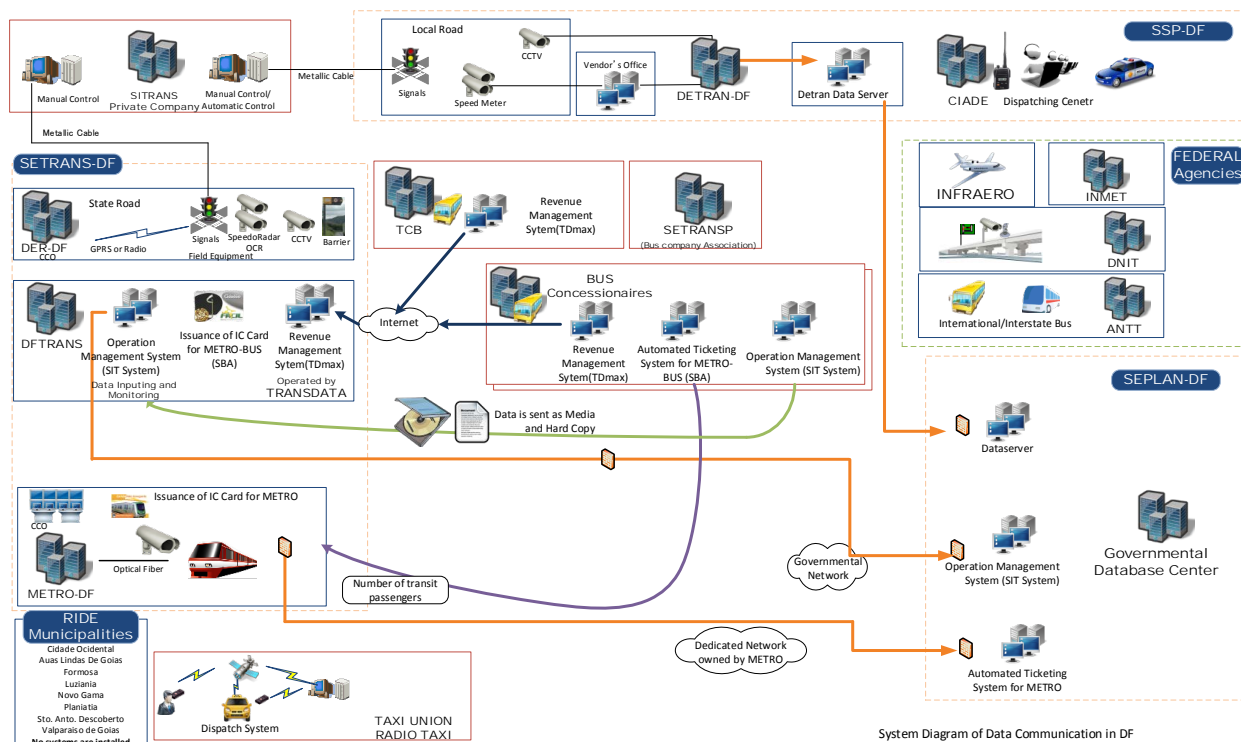 SSP-DF
Local Road
CCTV
Signals
Speed Meter
Vendor's Office
DETRAN-DF
Detran Data Server
CIADE
Dispatching Cenetr
Manual Control
SITRANS
Private Company
Manual Control/
Automatic Control
Metallic Cable
Metallic Cable
SETRANS-DF
State Road
DER-DF
CCO
GPRS or Radio
Signals
Field Equipment
SpeedoRadar
OCR
CCTV
Barrier
TCB
Revenue
Management
Sytem(TDmax)
SETRANSP
(Bus company Association)
FEDERAL
Agencies
INFRAERO
INMET
DNIT
International/Interstate Bus
ANTT
DFTRANS
Operation
Management System
(SIT System)
Data Inputing and
Monitoring
Issuance of IC Card
for METRO-BUS
(SBA)
Revenue
Management
Sytem(TDmax)
Operated by
TRANSDATA
Internet
BUS
Concessionaires
Revenue
Management
Sytem(TDmax)
Automated Ticketing
System for METRO-
BUS (SBA)
Operation Management
System (SIT System)
Data is sent as Media
and Hard Copy
SEPLAN-DF
Dataserver
Operation Management
System (SIT System)
Governmental
Database Center
Automated Ticketing
System for METRO
Issuance of IC Card for METRO
CCO
METRO-DF
Optical Fiber
Number of transit
passengers
Governmental
Network
Dedicated Network
owned by METRO
RIDE
Municipalities
Cidade Ocidental
Auas Lindas De Goias
Formosa
Luziania
Novo Gama
Planiatia
Sto. Anto. Descoberto
Valparaiso de Goias
No systems are installed
Dispatch System
TAXI UNION
RADIO TAXI
System Diagram of Data Communication in DF